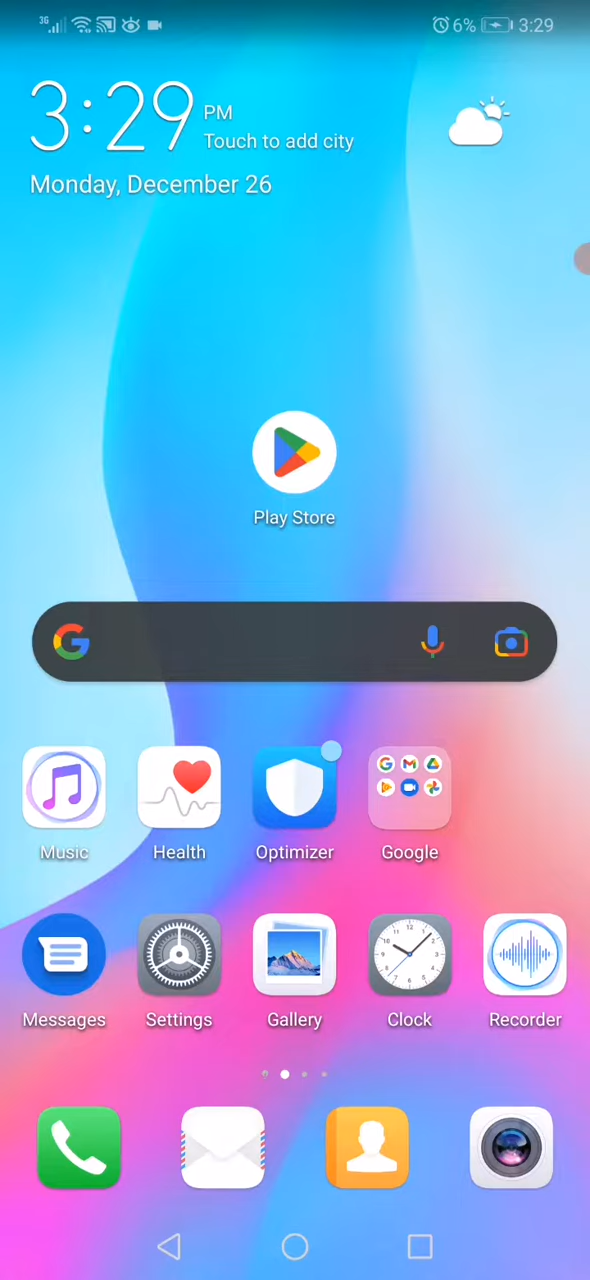 3G 6% 3:29
3:29 PM
Touch to add city
Monday, December 26
Play Store
Music Health Optimizer Google
Messages Settings Gallery Clock Recorder